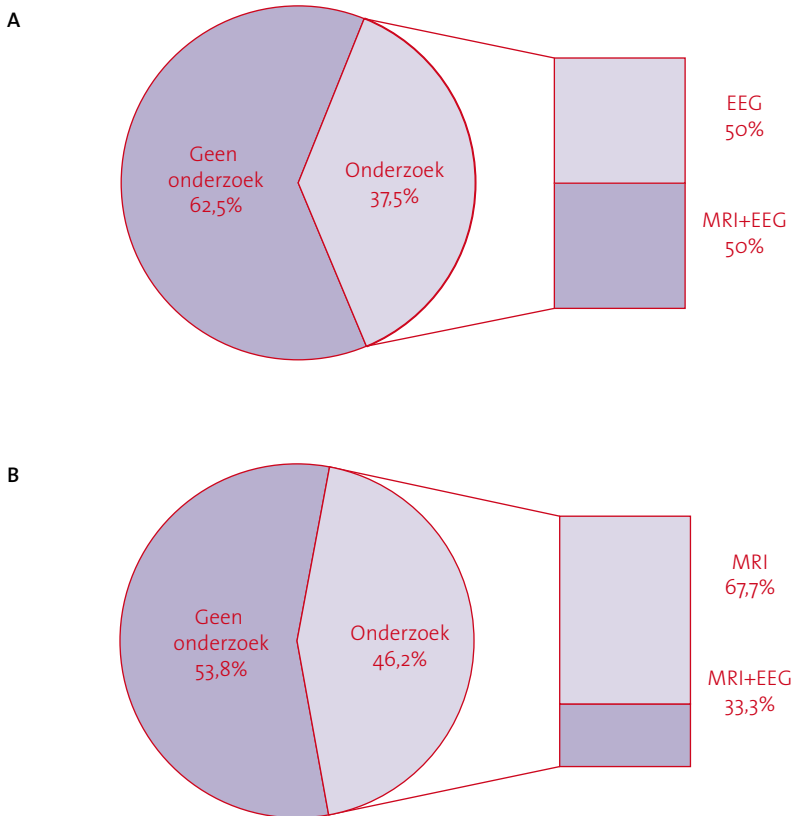 A
Geen
onderzoek
62,5%
Onderzoek
37,5%
EEG
50%
MRI+EEG
50%
B
Geen
onderzoek
53,8%
Onderzoek
46,2%
MRI
67,7%
MRI+EEG
33,3%